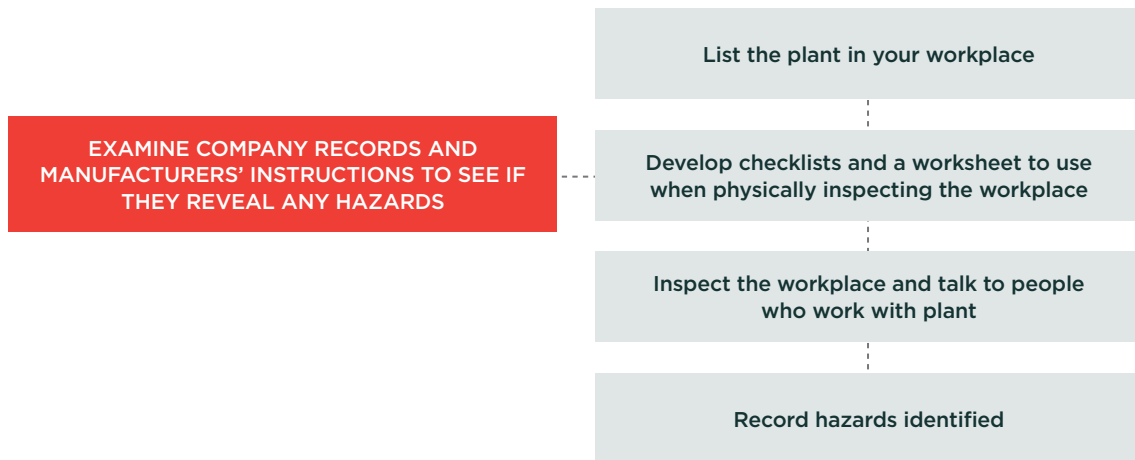 List the plant in your workplace
EXAMINE COMPANY RECORDS AND
MANUFACTURERS’ INSTRUCTIONS TO SEE IF
THEY REVEAL ANY HAZARDS
Develop checklists and a worksheet to use
when physically inspecting the workplace
Inspect the workplace and talk to people
who work with plant
Record hazards identified